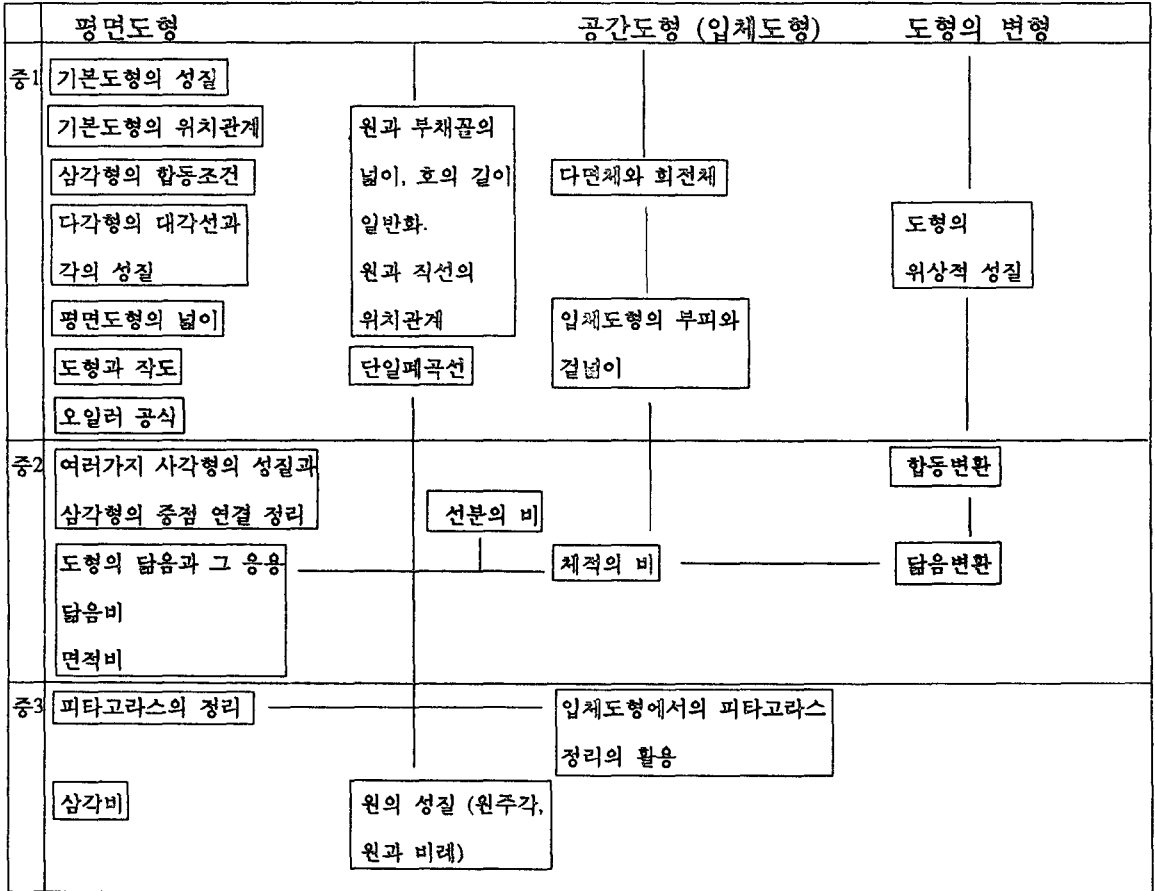 평면도형 공간도형 (입체도형) 도형의 변형
중1
기본도형의 성질
기본도형의 위치관계
삼각형의 합동조건
다각형의 대각선과
각의 성질
평면도형의 넓이
도형과 작도
오일러 공식
원과 부채꼴의
넓이, 호의 길이
일반화.
원과 직선의
위치관계
단일폐곡선
다면체와 회전체
입체도형의 부피와
겉넓이
도형의
위상적 성질
중2
여러가지 사각형의 성질과
삼각형의 중점 연결 정리
도형의 닮음과 그 응용
닮음비
면적비
선분의 비
체적의 비
합동변환
닮음변환
중3
피타고라스의 정리
삼각비
원의 성질 (원주각,
원과 비례)
입체도형에서의 피타고라스
정리의 활용